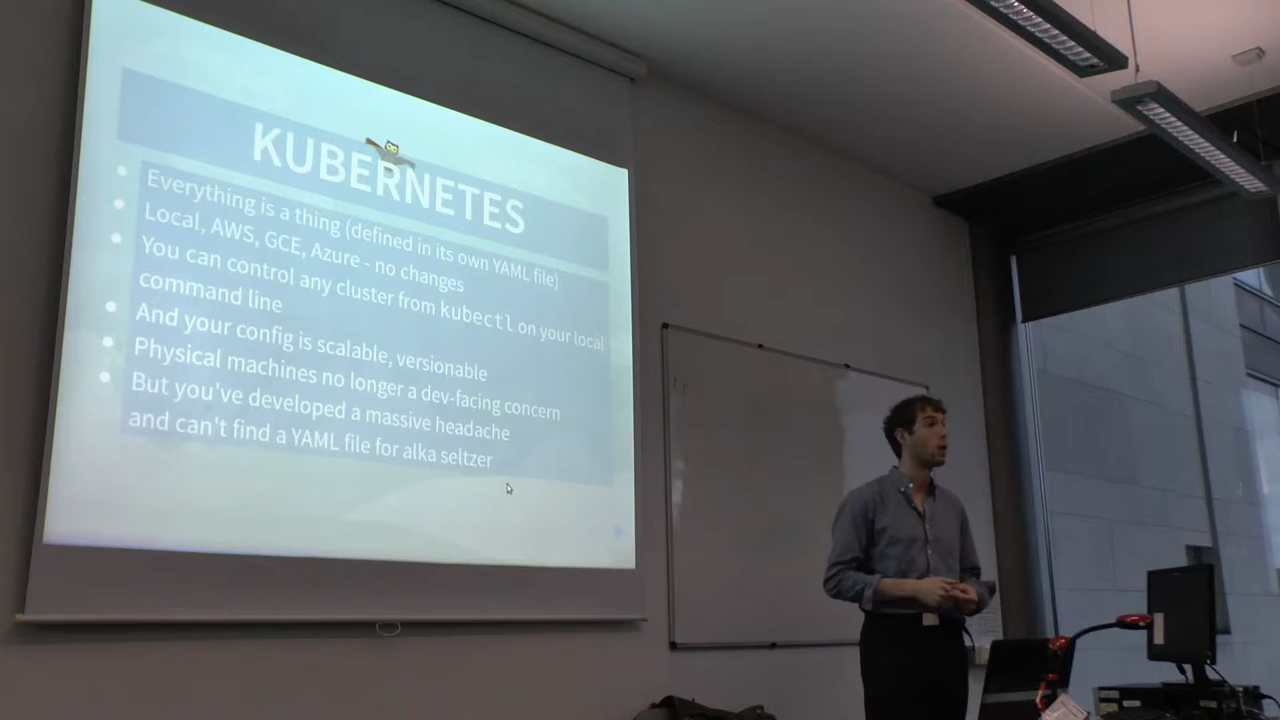 KUBERNETES
Everything is a thing (defined in its own YAML file)
Local, AWS, GCE, Azure - no changes
You can control any cluster from kubectl on your local
command line
And your config is scalable, versionable
Physical machines no longer a dev-facing concern
But you've developed a massive headache
and can't find a YAML file for alka seltzer